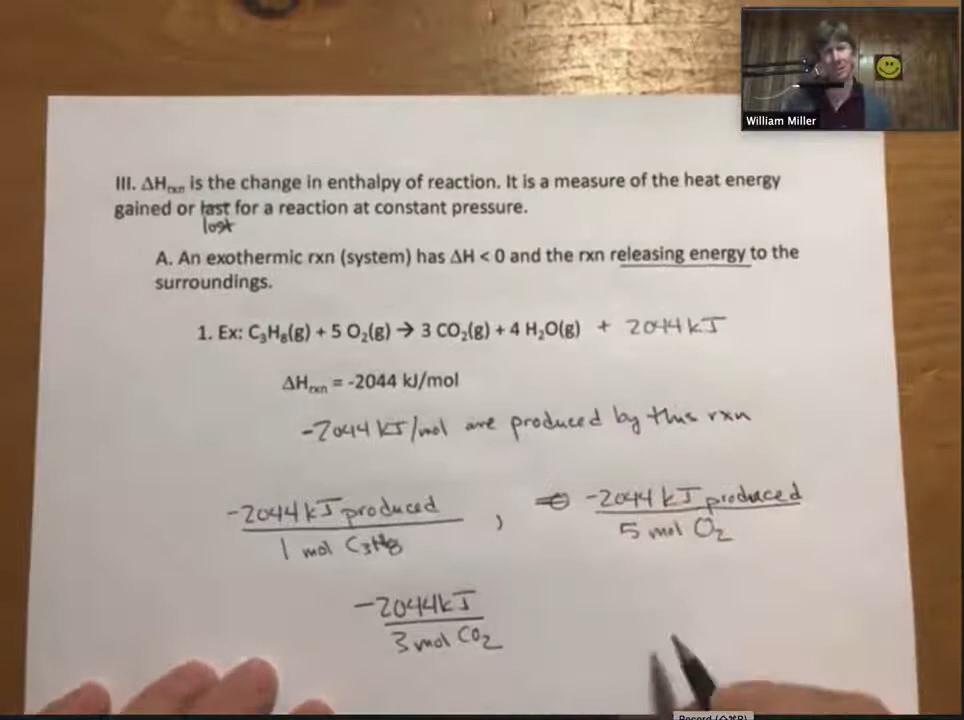 William Miller
III. ΔHrxn is the change in enthalpy of reaction. It is a measure of the heat energy
gained or last for a reaction at constant pressure.
lost
A. An exothermic rxn (system) has ΔH < 0 and the rxn releasing energy to the
surroundings.
1. Ex: C₃H₈(g) + 5 O₂(g) → 3 CO₂(g) + 4 H₂O(g) + 2044 kJ
ΔHrxn = -2044 kJ/mol
-2044 kJ/mol are produced by this rxn
-2044 kJ produced , -2044 kJ produced
1 mol C₃H₈ 5 mol O₂
-2044 kJ
3 mol CO₂